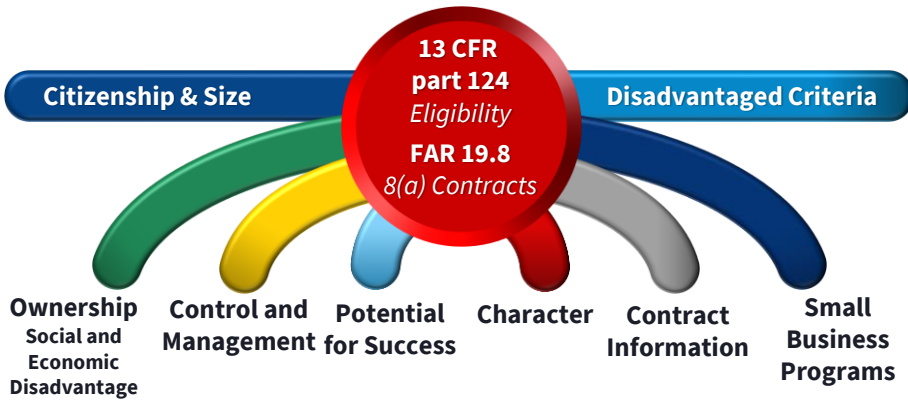 13 CFR
part 124
Eligibility
FAR 19.8
8(a) Contracts
Citizenship & Size
Disadvantaged Criteria
Ownership
Social and
Economic
Disadvantage
Control and
Management
Potential
for Success
Character
Contract
Information
Small
Business
Programs